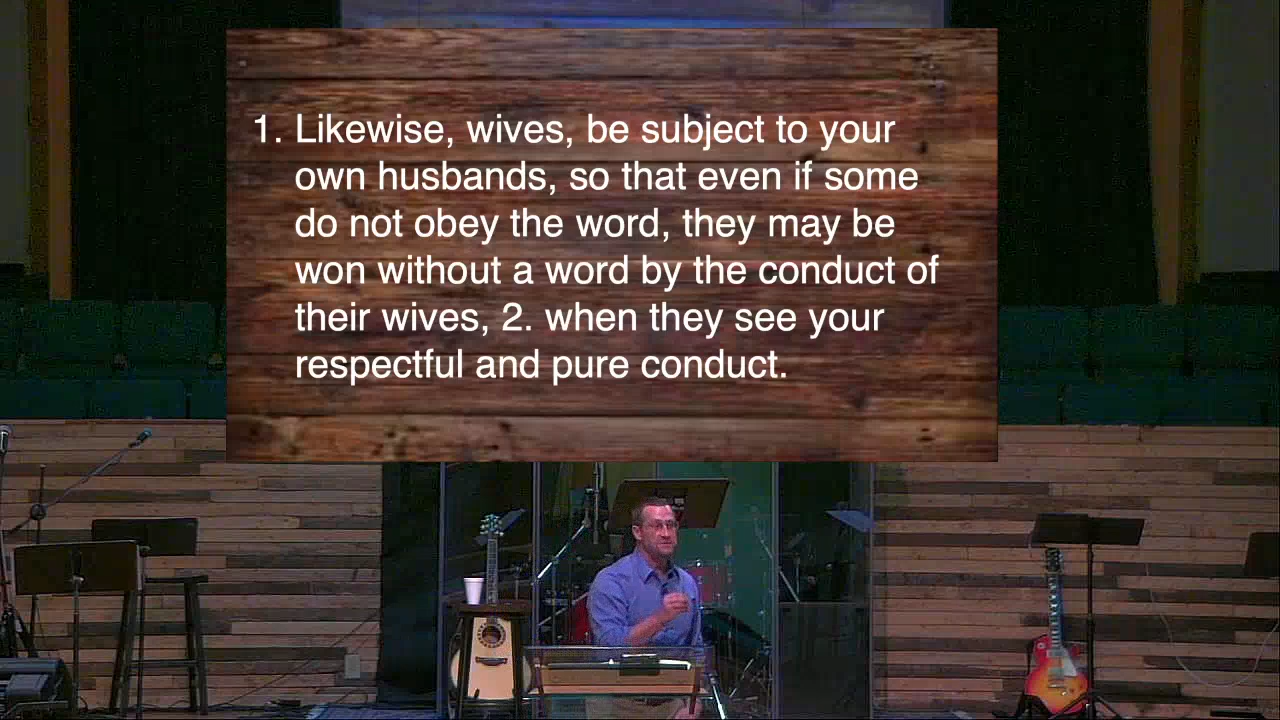 1. Likewise, wives, be subject to your
own husbands, so that even if some
do not obey the word, they may be
won without a word by the conduct of
their wives, 2. when they see your
respectful and pure conduct.